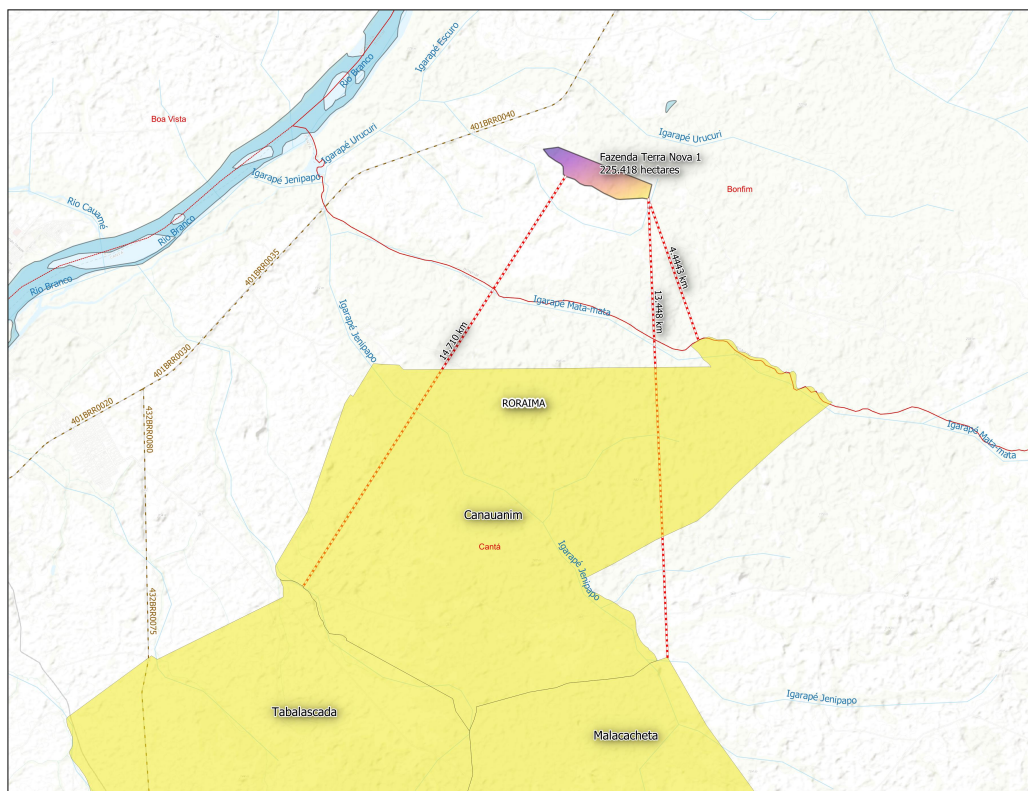 Igarapé Escuro
Rio Branco
Boa Vista
401BRR0040
Igarapé Urucuri
Igarapé Urucuri
Fazenda Terra Nova 1
225.418 hectares
Igarapé Jenipapo
Bonfim
Rio Cauamé
Rio Branco
401BRR0035
4.4443 km
Rio Branco
13.448 km
Igarapé Mata-mata
Igarapé Jenipapo
14.710 km
401BRR0030
401BRR0020
RORAIMA
432BRR0080
Igarapé Mata-mata
Canauanim
Cantá
Igarapé Jenipapo
432BRR0075
Igarapé Jenipapo
Tabalascada
Malacacheta